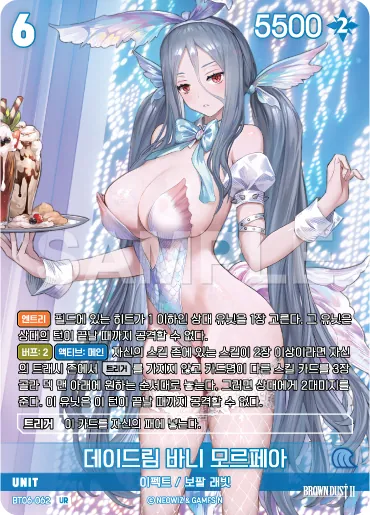 6
5500
2
SAMPLE
엔트리 필드에 있는 히트가 1 이하인 상대 유닛을 1장 고른다. 그 유닛은
상대의 턴이 끝날 때까지 공격할 수 없다.
버프: 2 액티브: 메인 자신의 스킬 존에 있는 스킬이 2장 이상이라면 자신
의 트래시 존에서 트리거 를 가지지 않고 카드명이 다른 스킬 카드를 3장
골라 덱 맨 아래에 원하는 순서대로 놓는다. 그러면 상대에게 2대미지를
준다. 이 유닛은 이 턴이 끝날 때까지 공격할 수 없다.
트리거 이 카드를 자신의 패에 넣는다.
데이드림 바니 모르페아
UNIT
이펙트 / 보팔 래빗
BT06-062 UR
© NEOWIZ & GAMFS N
BROWN DUST II